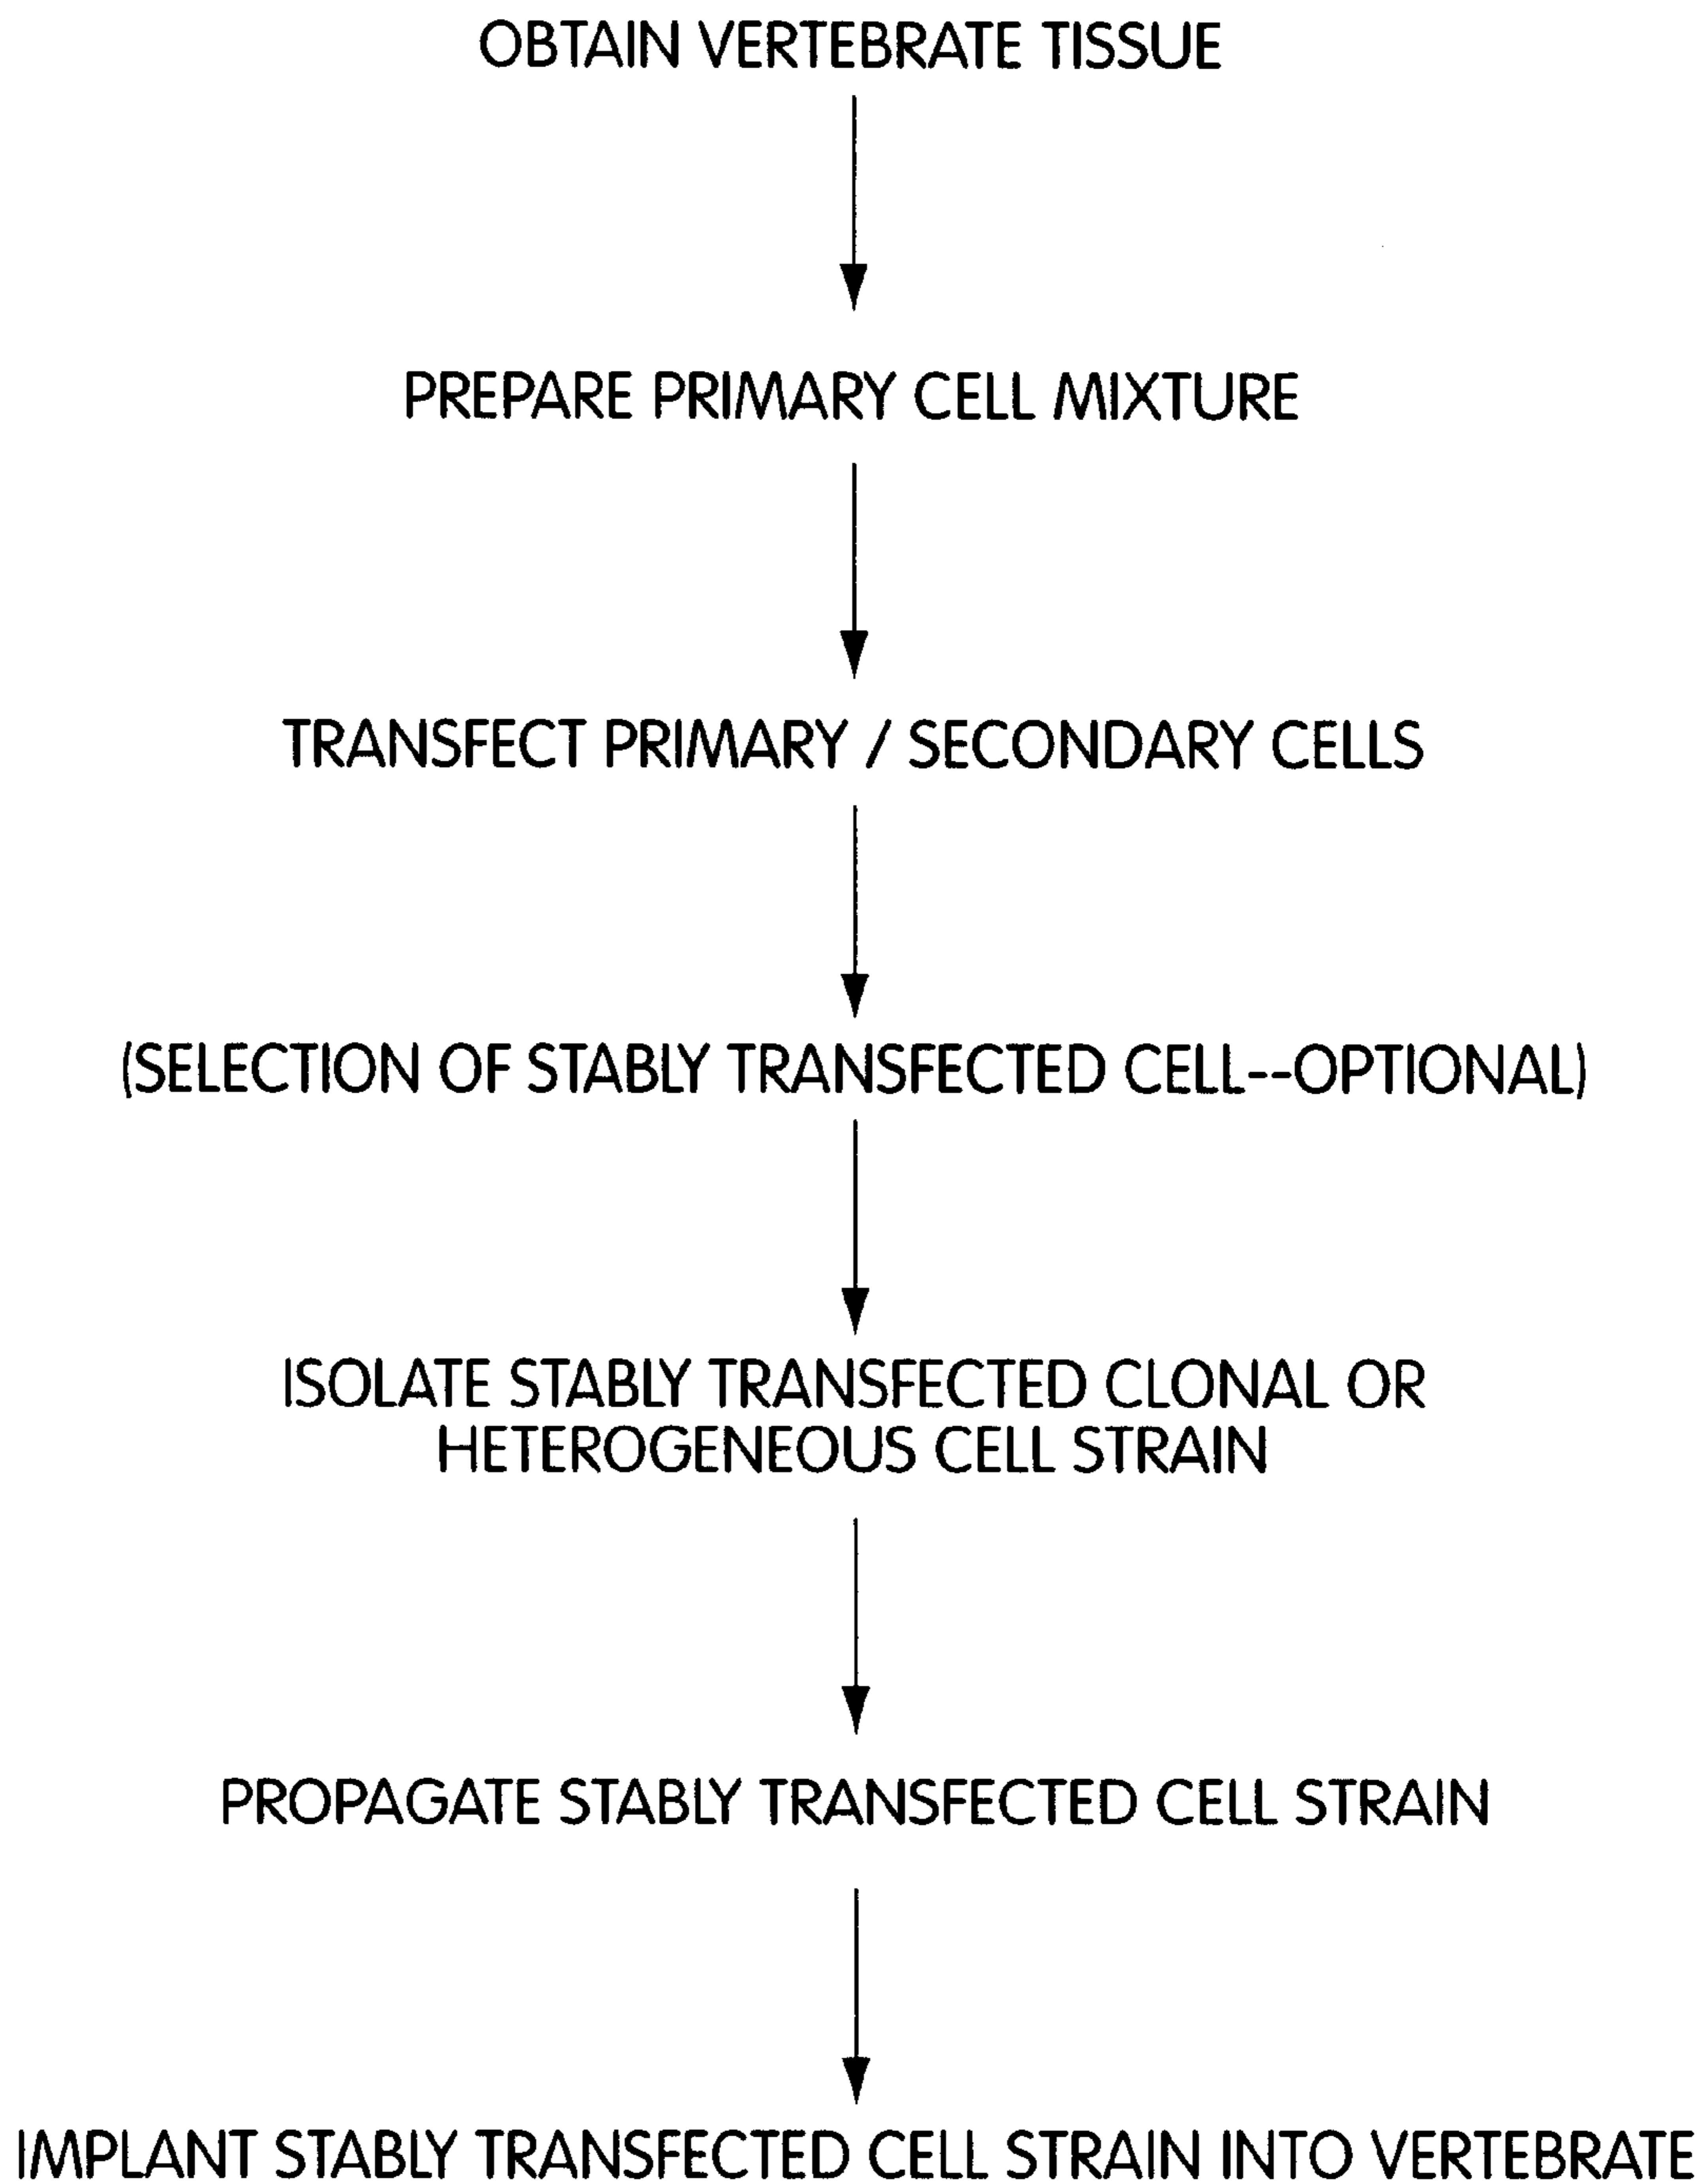 OBTAIN VERTEBRATE TISSUE
PREPARE PRIMARY CELL MIXTURE
TRANSFECT PRIMARY / SECONDARY CELLS
(SELECTION OF STABLY TRANSFECTED CELL--OPTIONAL)
ISOLATE STABLY TRANSFECTED CLONAL OR
HETEROGENEOUS CELL STRAIN
PROPAGATE STABLY TRANSFECTED CELL STRAIN
IMPLANT STABLY TRANSFECTED CELL STRAIN INTO VERTEBRATE